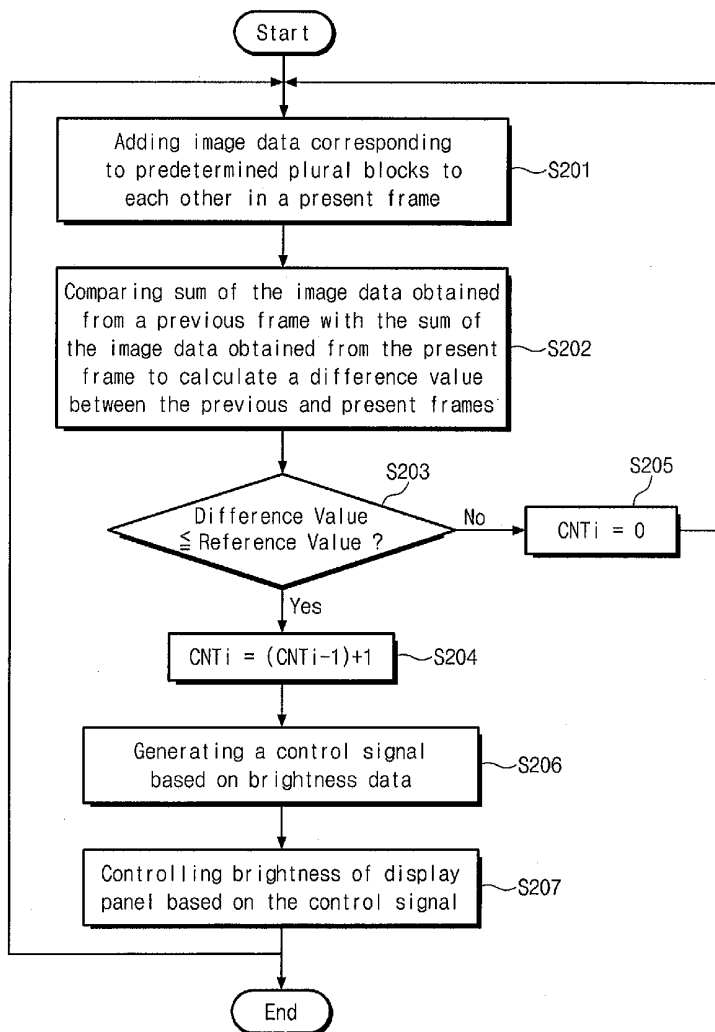 Start
Adding image data corresponding
to predetermined plural blocks to
each other in a present frame
S201
Comparing sum of the image data obtained
from a previous frame with the sum of
the image data obtained from the present
frame to calculate a difference value
between the previous and present frames
S202
S203
Difference Value
≦ Reference Value ?
No
S205
CNTi = 0
Yes
CNTi = (CNTi-1)+1
S204
Generating a control signal
based on brightness data
S206
Controlling brightness of display
panel based on the control signal
S207
End